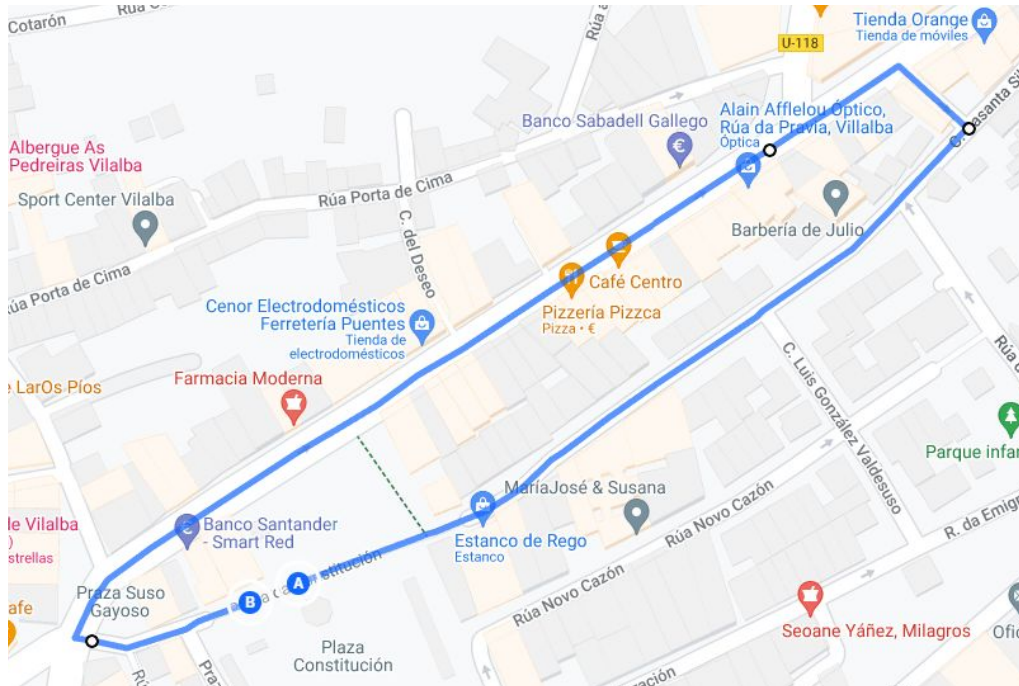 Cotarón
Rúa
Rúa
Tienda Orange
Tienda de móviles
U-118
Alain Afflelou Óptico,
Rúa da Pravia, Villalba
Óptica
Banco Sabadell Gallego
Albergue As
Pedreiras Vilalba
Sport Center Vilalba
Rúa Porta de Cima
Barbería de Julio
C. del Deseo
Café Centro
Rúa Porta de Cima
Cenor Electrodomésticos
Ferretería Puentes
Tienda de
electrodomésticos
Pizzería Pizzca
Pizza · €
C. Luis González Valdesuso
LarOs Píos
Farmacia Moderna
Parque infan
MaríaJosé & Susana
Banco Santander
- Smart Red
Estanco de Rego
Estanco
Rúa Novo Cazón
R. da Emigr
de Vilalba
strellas
Praza Suso
Gayoso
A
B
Rúa Novo Cazón
Seoane Yáñez, Milagros
Plaza
Constitución